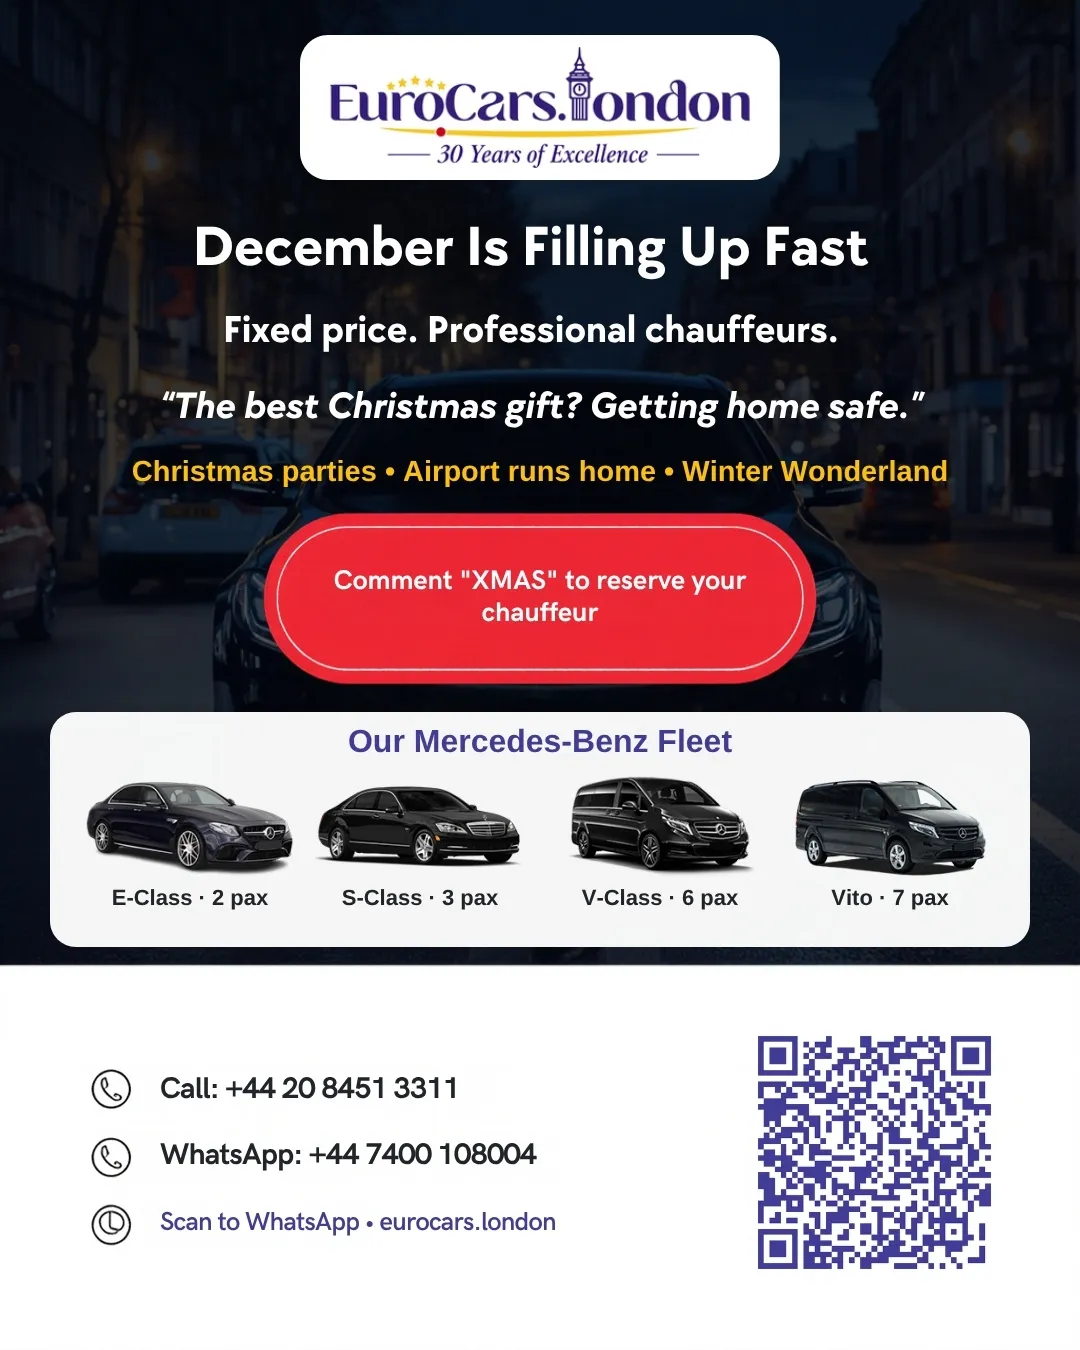 EuroCars.london
30 Years of Excellence
December Is Filling Up Fast
Fixed price. Professional chauffeurs.
“The best Christmas gift? Getting home safe.”
Christmas parties • Airport runs home • Winter Wonderland
Comment "XMAS" to reserve your
chauffeur
Our Mercedes-Benz Fleet
E-Class · 2 pax
S-Class · 3 pax
V-Class · 6 pax
Vito · 7 pax
Call: +44 20 8451 3311
WhatsApp: +44 7400 108004
Scan to WhatsApp • eurocars.london